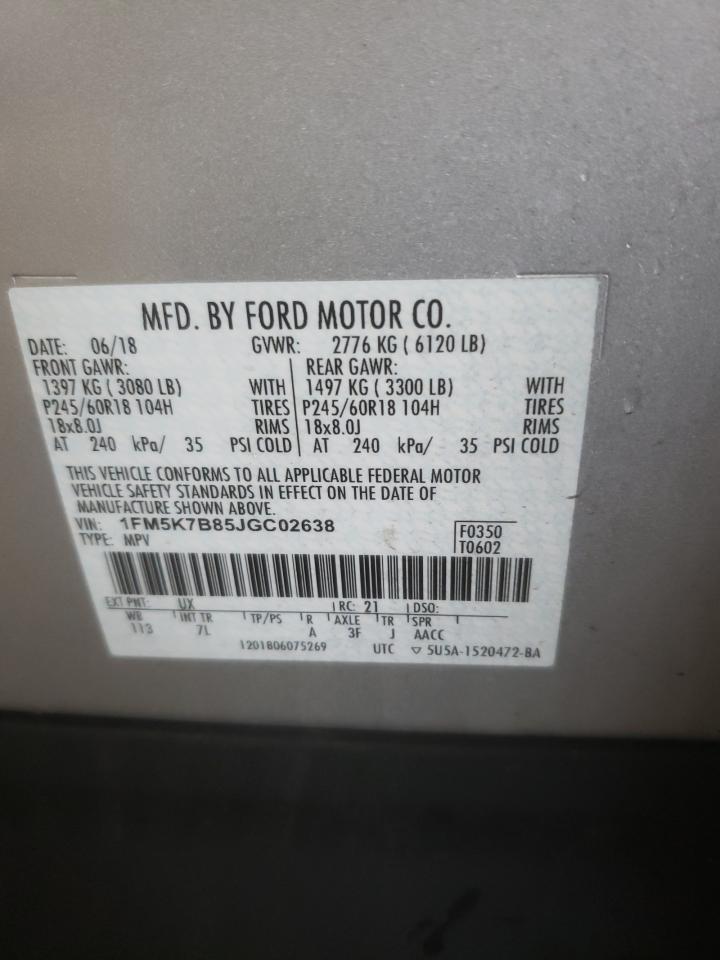 MFD. BY FORD MOTOR CO.
DATE: 06/18 GVWR: 2776 KG ( 6120 LB)
FRONT GAWR: REAR GAWR:
1397 KG ( 3080 LB) WITH 1497 KG ( 3300 LB) WITH
P245/60R18 104H TIRES P245/60R18 104H TIRES
18x8.0J RIMS 18x8.0J RIMS
AT 240 kPa/ 35 PSI COLD AT 240 kPa/ 35 PSI COLD
THIS VEHICLE CONFORMS TO ALL APPLICABLE FEDERAL MOTOR
VEHICLE SAFETY STANDARDS IN EFFECT ON THE DATE OF
MANUFACTURE SHOWN ABOVE.
VIN: 1FM5K7B85JGC02638 F0350
TYPE: MPV T0602
EXT PNT: UX RC: 21 DSO:
WB INT TR TP/PS R AXLE TR SPR
113 7L A 3F J AACC
1201806075269 UTC ▽ 5U5A-1520472-BA